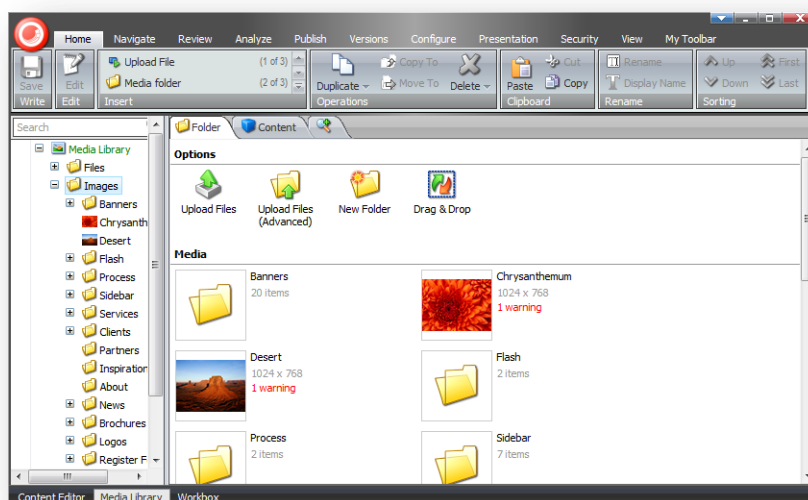 Home Navigate Review Analyze Publish Versions Configure Presentation Security View My Toolbar
Save
Write
Edit
Edit
Upload File (1 of 3)
Media folder (2 of 3)
Insert
Duplicate
Copy To
Move To
Delete
Operations
Paste
Cut
Copy
Clipboard
Rename
Display Name
Rename
Up First
Down Last
Sorting
Search
Media Library
Files
Images
Banners
Chrysanth
Desert
Flash
Process
Sidebar
Services
Clients
Partners
Inspiration
About
News
Brochures
Logos
Register F
Folder Content
Options
Upload Files
Upload Files
(Advanced)
New Folder
Drag & Drop
Media
Banners
20 items
Chrysanthemum
1024 x 768
1 warning
Desert
1024 x 768
1 warning
Flash
2 items
Process
2 items
Sidebar
7 items
Content Editor Media Library Workbox